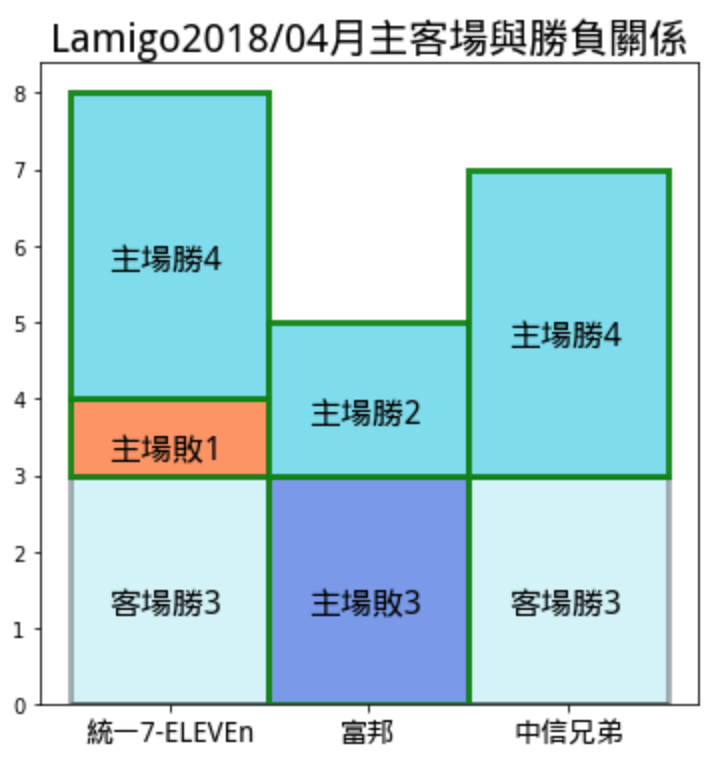 Lamigo2018/04月主客場與勝負關係
8
7
6
5
4
3
2
1
0
主場勝4
主場敗1
客場勝3
主場勝2
主場敗3
主場勝4
客場勝3
統一7-ELEVEn
富邦
中信兄弟